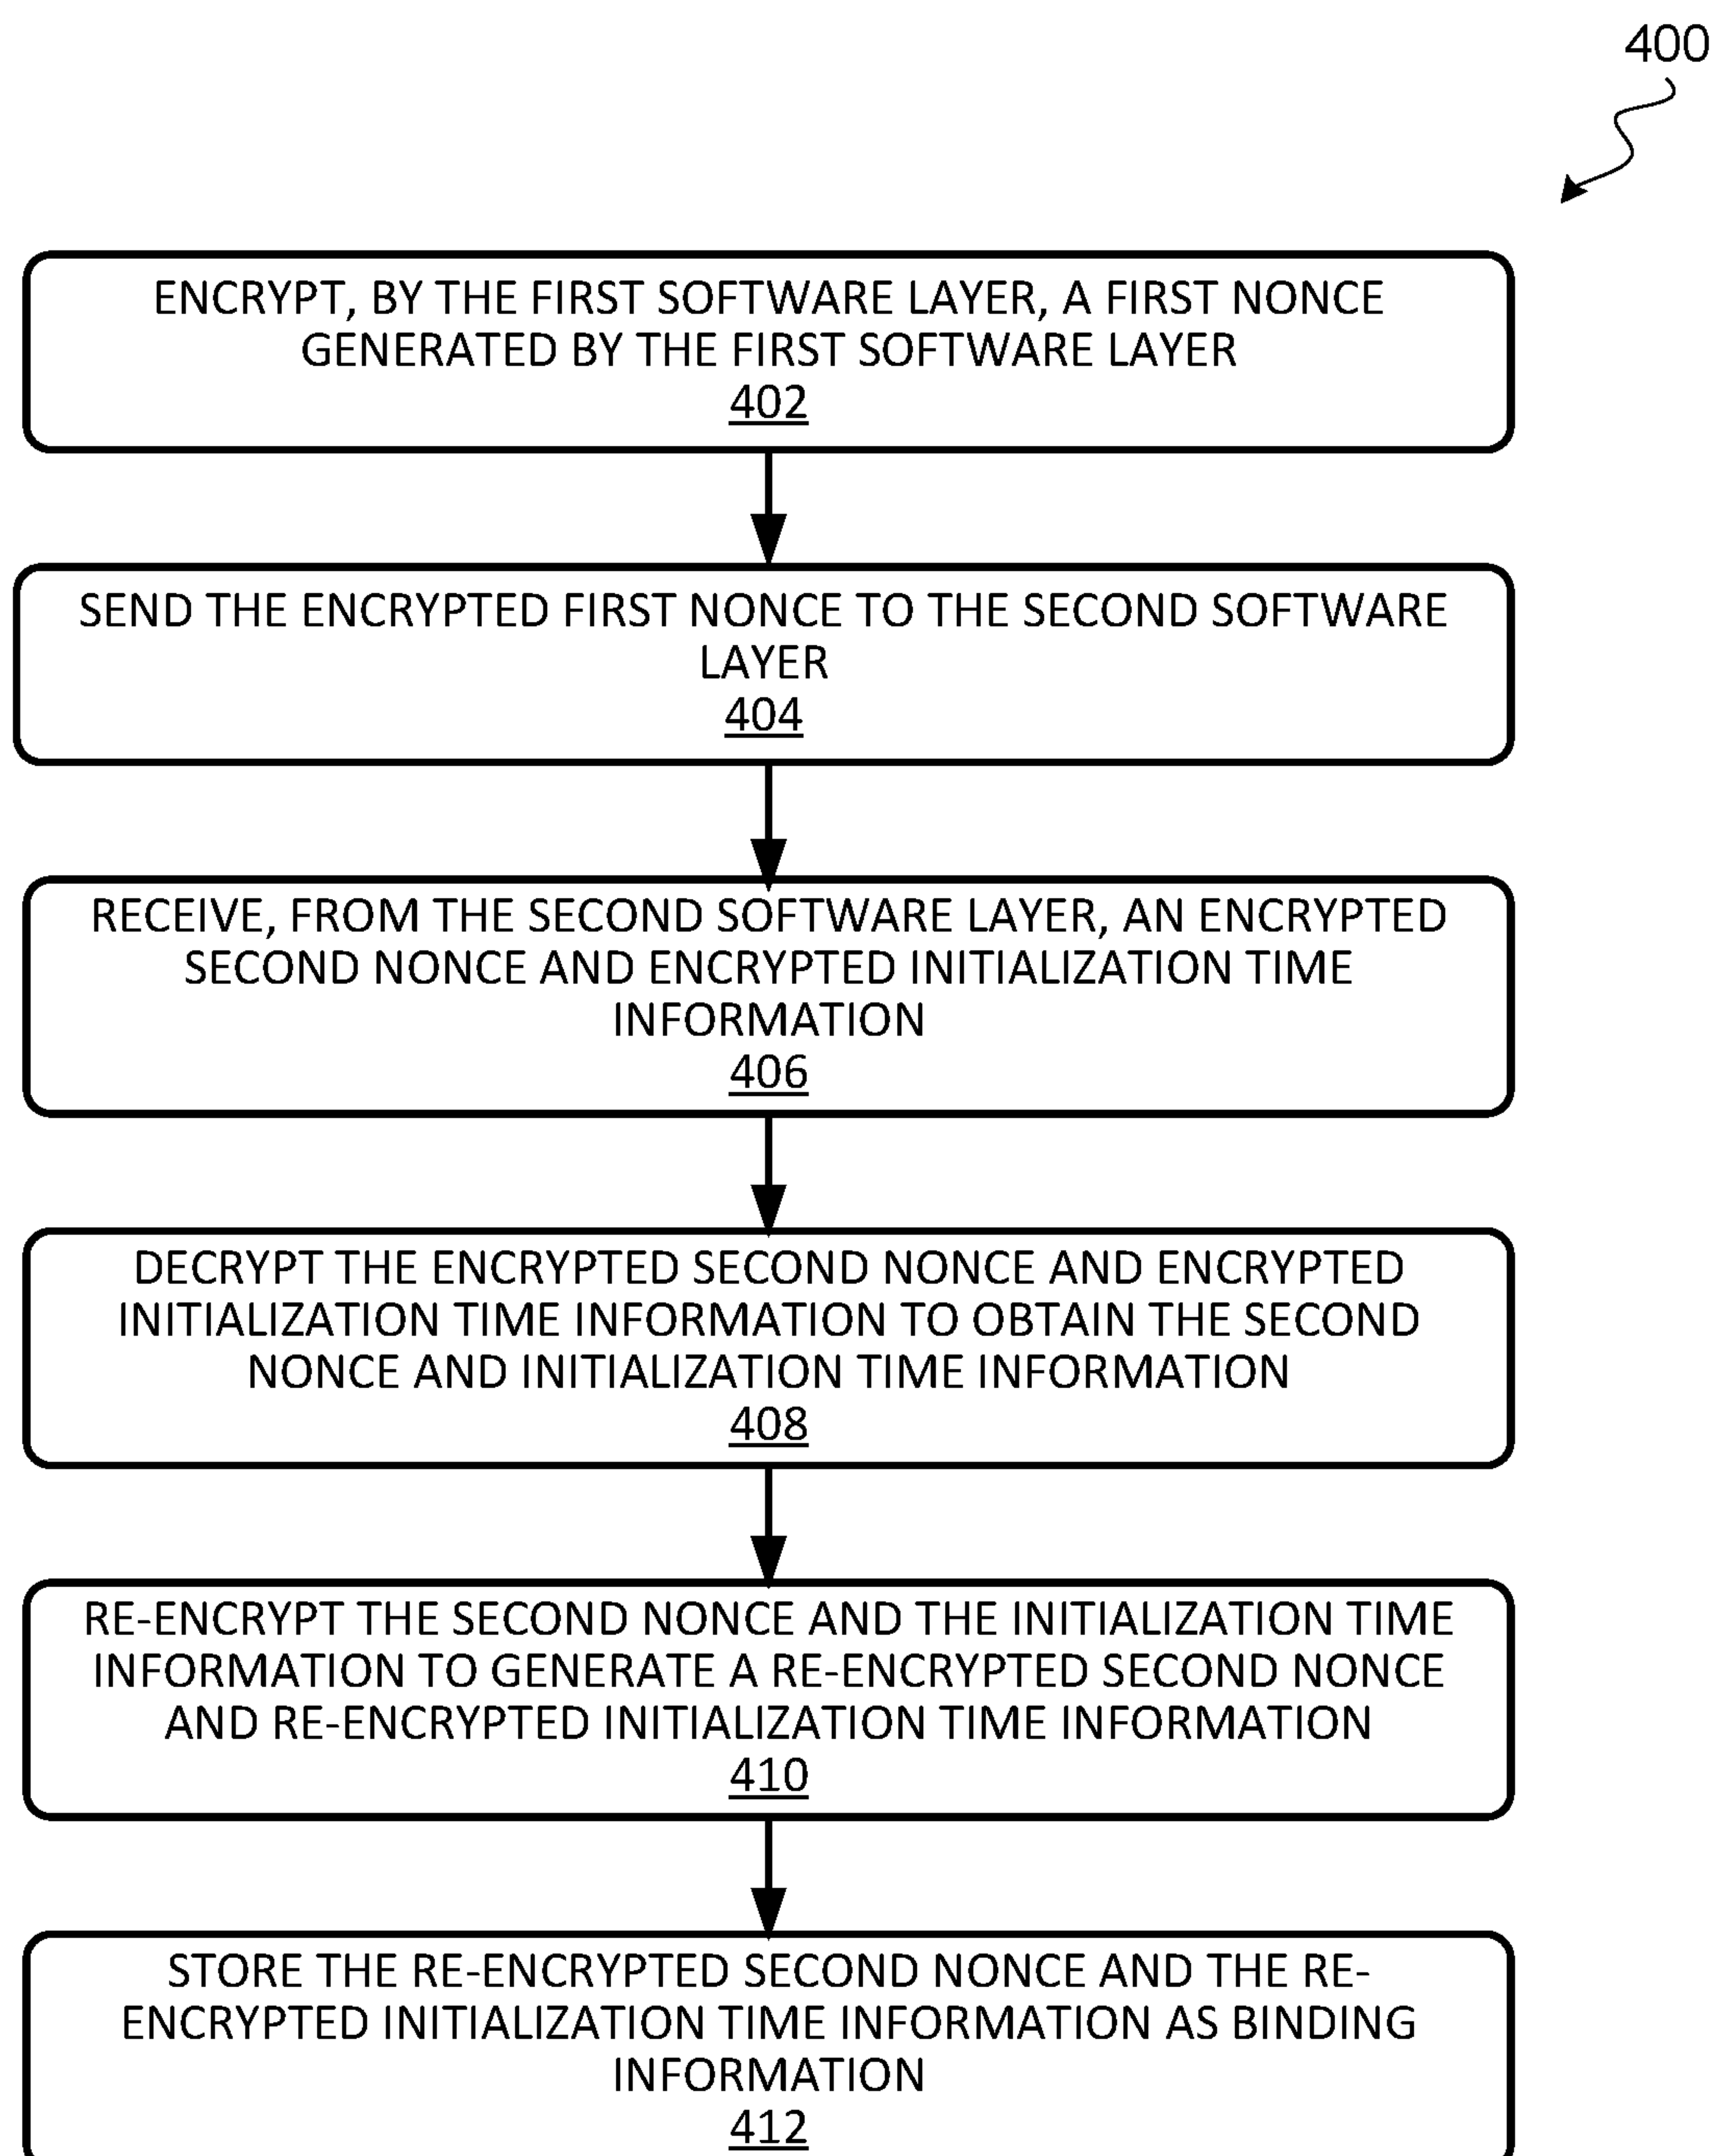 400
ENCRYPT, BY THE FIRST SOFTWARE LAYER, A FIRST NONCE
GENERATED BY THE FIRST SOFTWARE LAYER
402
SEND THE ENCRYPTED FIRST NONCE TO THE SECOND SOFTWARE
LAYER
404
RECEIVE, FROM THE SECOND SOFTWARE LAYER, AN ENCRYPTED
SECOND NONCE AND ENCRYPTED INITIALIZATION TIME
INFORMATION
406
DECRYPT THE ENCRYPTED SECOND NONCE AND ENCRYPTED
INITIALIZATION TIME INFORMATION TO OBTAIN THE SECOND
NONCE AND INITIALIZATION TIME INFORMATION
408
RE-ENCRYPT THE SECOND NONCE AND THE INITIALIZATION TIME
INFORMATION TO GENERATE A RE-ENCRYPTED SECOND NONCE
AND RE-ENCRYPTED INITIALIZATION TIME INFORMATION
410
STORE THE RE-ENCRYPTED SECOND NONCE AND THE RE-
ENCRYPTED INITIALIZATION TIME INFORMATION AS BINDING
INFORMATION
412